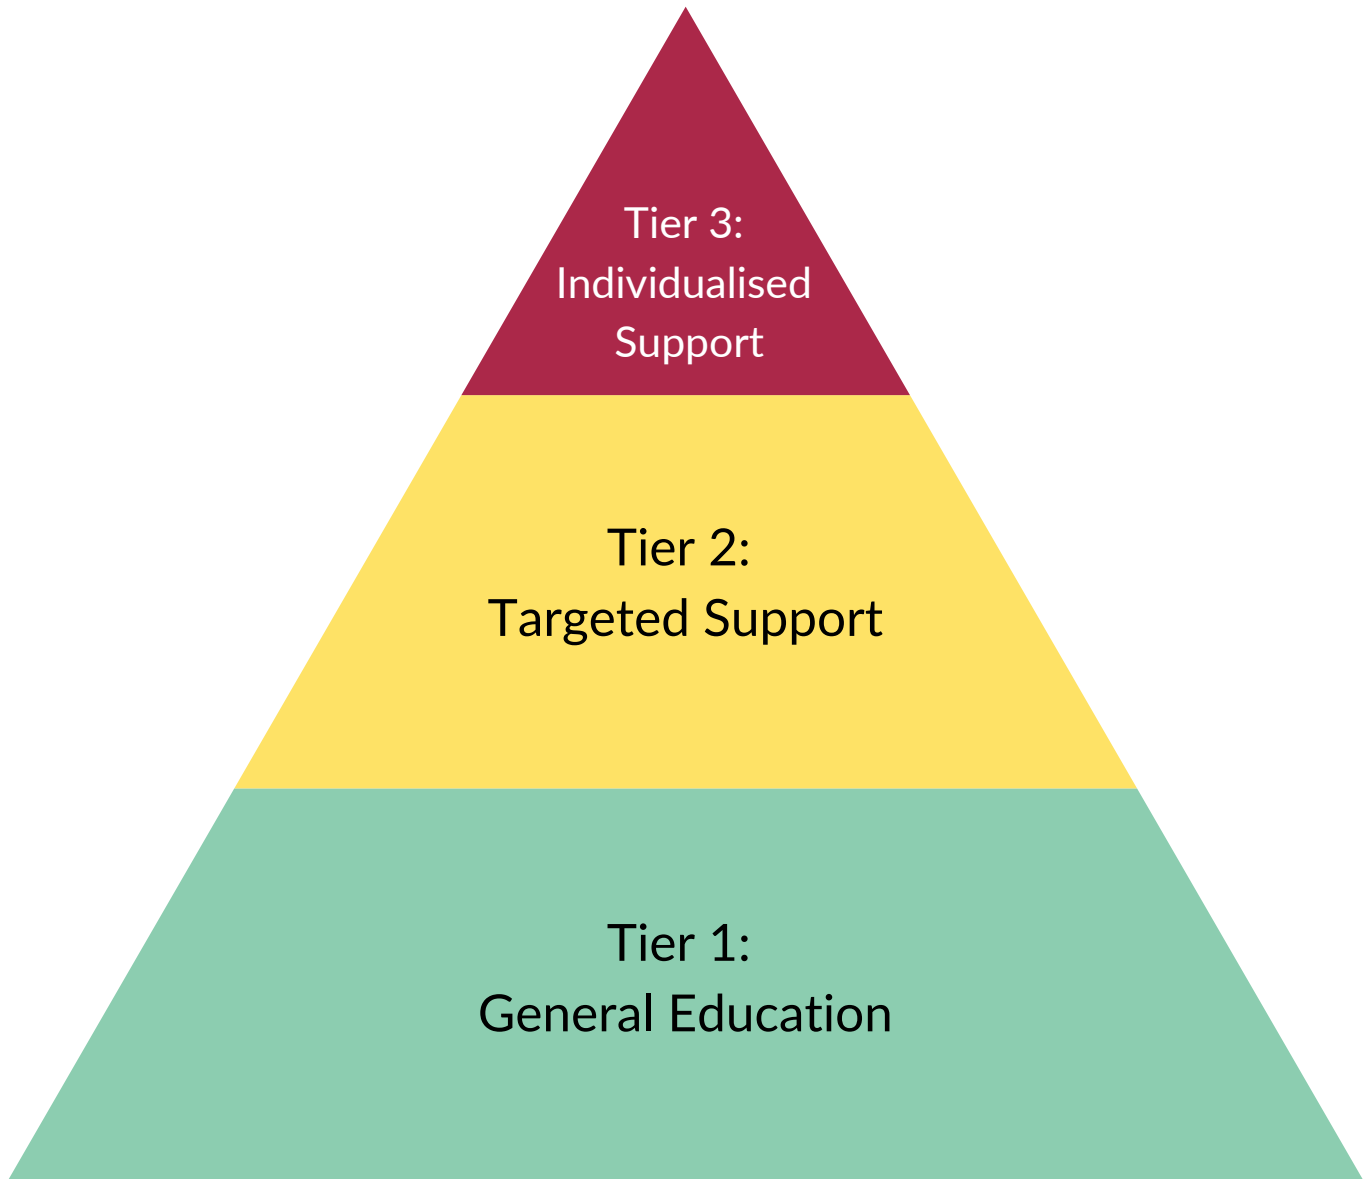 Tier 3:
Individualised
Support
Tier 2:
Targeted Support
Tier 1:
General Education